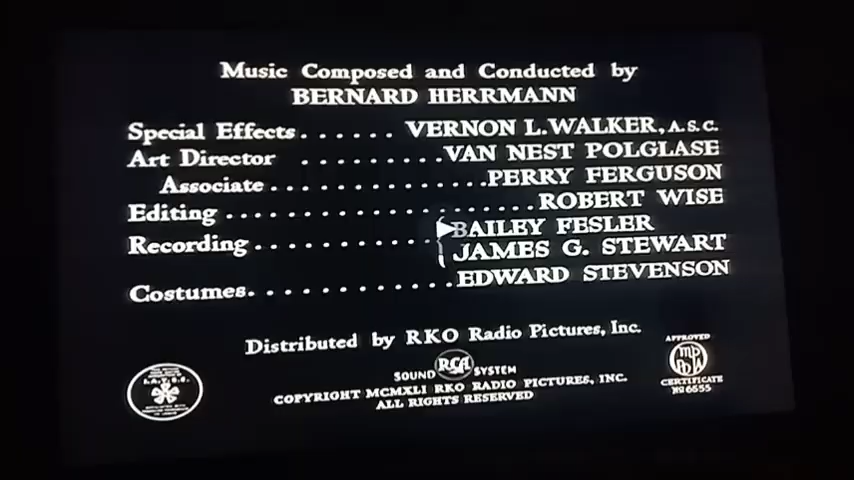 Music Composed and Conducted by
BERNARD HERRMANN
Special Effects...... VERNON L. WALKER, A.S.C.
Art Director .........VAN NEST POLGLASE
Associate...............PERRY FERGUSON
Editing.....................ROBERT WISE
BAILEY FESLER
Recording............
JAMES G. STEWART
Costumes.............EDWARD STEVENSON
Distributed by RKO Radio Pictures, Inc.
SOUND RCA SYSTEM
COPYRIGHT MCMXLI RKO RADIO PICTURES, INC.
ALL RIGHTS RESERVED
I.A.T.S.E.
APPROVED
MPPDA
CERTIFICATE
No 6555